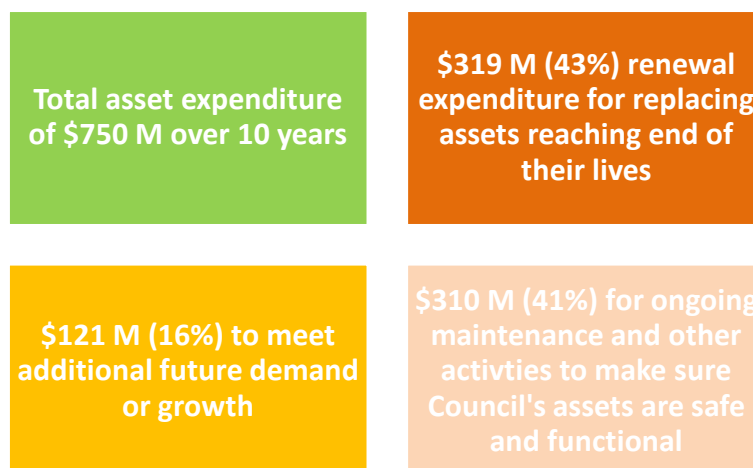 Total asset expenditure
of $750 M over 10 years
$319 M (43%) renewal
expenditure for replacing
assets reaching end of
their lives
$121 M (16%) to meet
additional future demand
or growth
$310 M (41%) for ongoing
maintenance and other
activties to make sure
Council's assets are safe
and functional